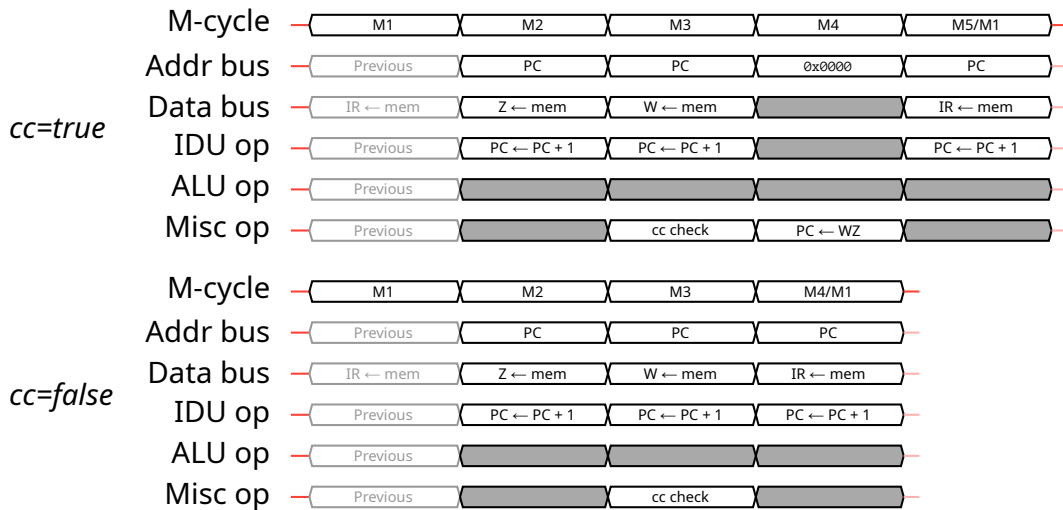 M-cycle M1 M2 M3 M4 M5/M1
Addr bus Previous PC PC 0x0000 PC
cc=true
Data bus IR ← mem Z ← mem W ← mem IR ← mem
IDU op Previous PC ← PC + 1 PC ← PC + 1 PC ← PC + 1
ALU op Previous
Misc op Previous cc check PC ← WZ
M-cycle M1 M2 M3 M4/M1
Addr bus Previous PC PC PC
cc=false
Data bus IR ← mem Z ← mem W ← mem IR ← mem
IDU op Previous PC ← PC + 1 PC ← PC + 1 PC ← PC + 1
ALU op Previous
Misc op Previous cc check